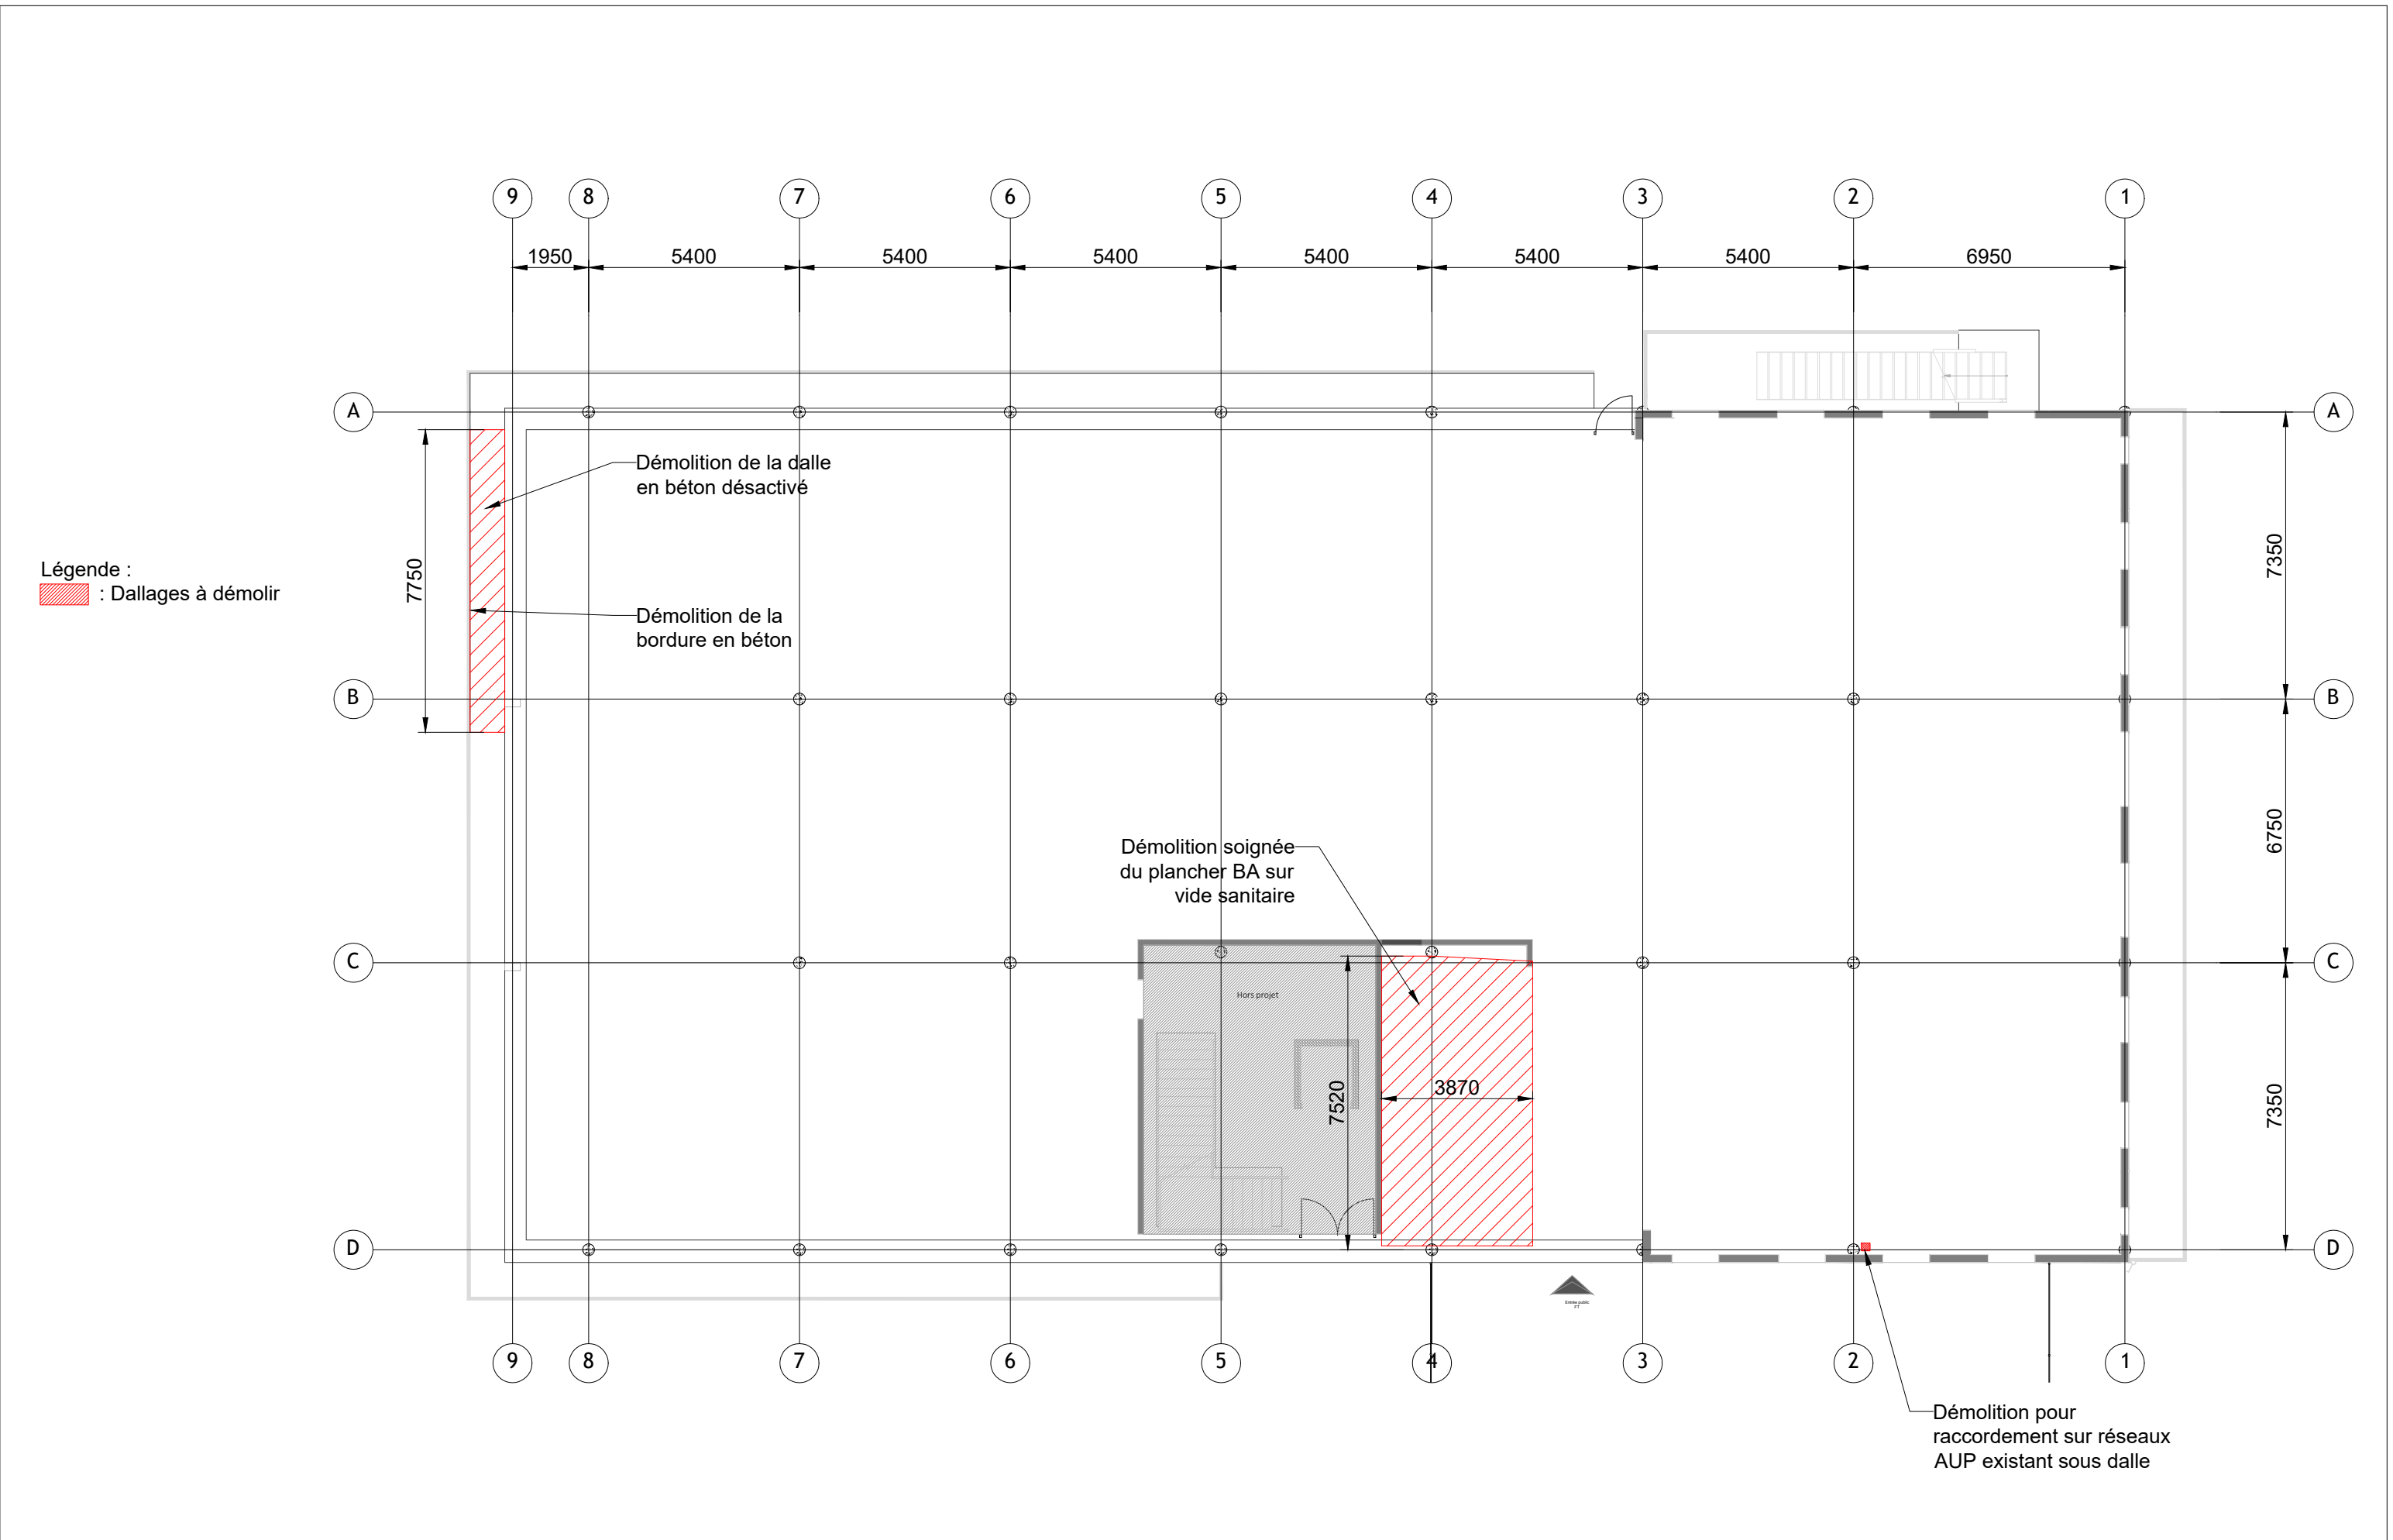 9 8 7 6 5 4 3 2 1
1950 5400 5400 5400 5400 5400 5400 6950
A A
Démolition de la dalle
en béton désactivé
7350
Légende :
: Dallages à démolir
7750
Démolition de la
bordure en béton
B B
6750
Démolition soignée
du plancher BA sur
vide sanitaire
C C
Hors projet
7520
3870
7350
D D
Entrée public
9 8 7 6 5 4 3 2 1
Démolition pour
raccordement sur réseaux
AUP existant sous dalle